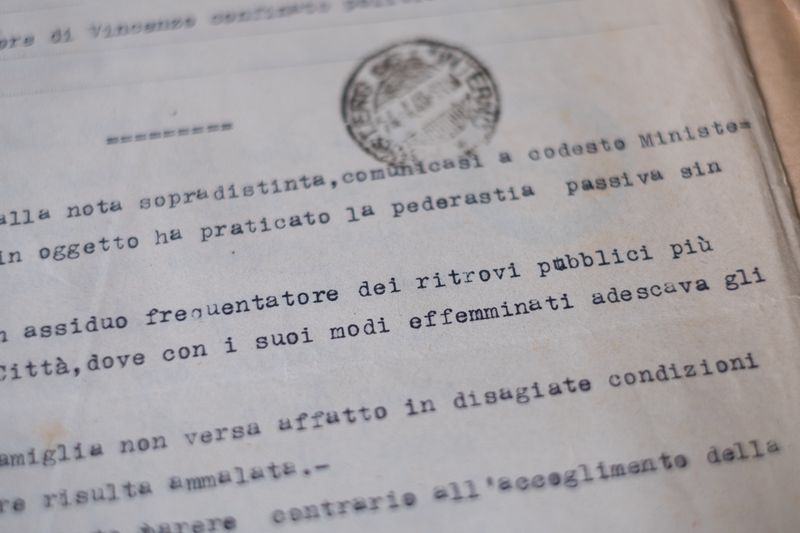 ore di Vincenzo confinato
INTERNO
alla nota sopradistinta,comunicasi a codesto Ministe=
in oggetto ha praticato la pederastia passiva sin
n assiduo frequentatore dei ritrovi pubblici più
Città,dove con i suoi modi effemminati adescava gli
amiglia non versa affatto in disagiate condizioni
re risulta ammalata.-
parere contrario all'accoglimento della